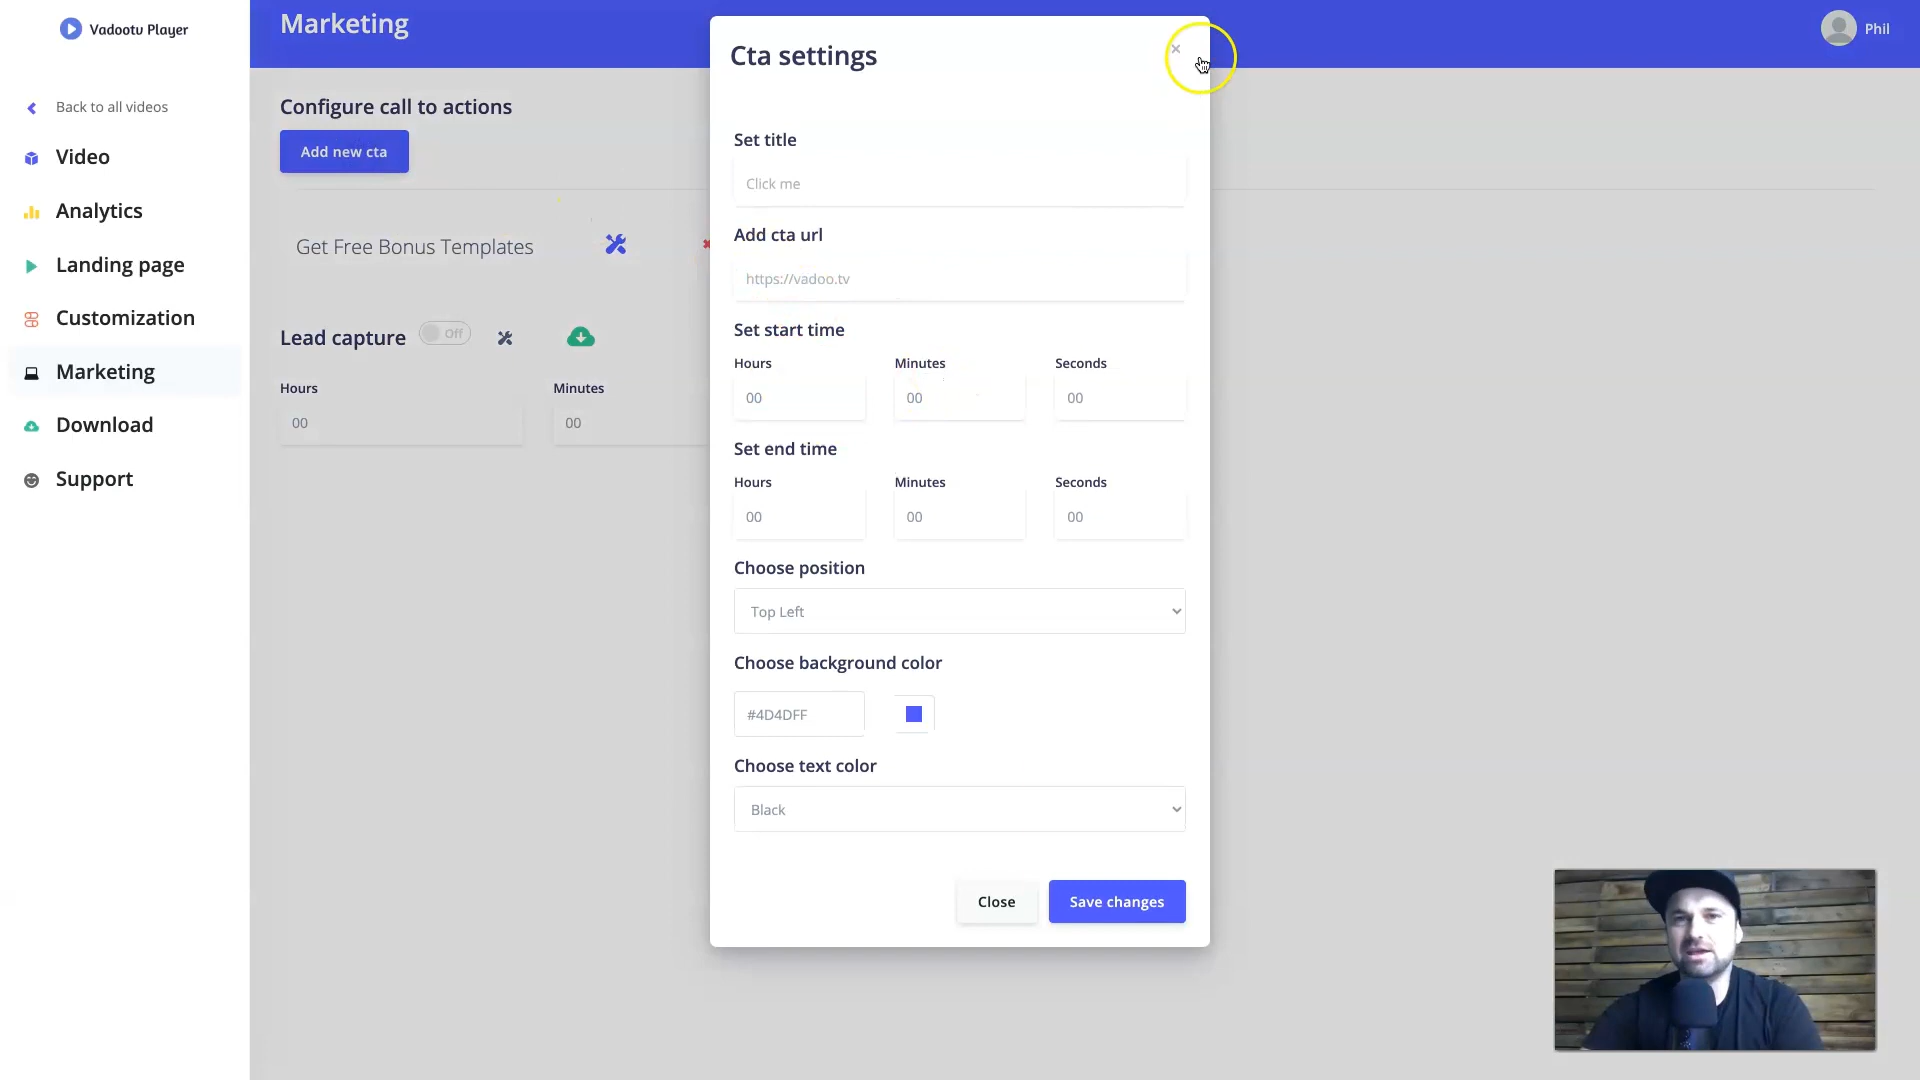 Vadootv Player
Back to all videos
Video
Analytics
Landing page
Customization
Marketing
Download
Support
Marketing
Phil
Configure call to actions
Add new cta
Get Free Bonus Templates
Lead capture
Off
Hours
Minutes
00
00
Cta settings
×
Set title
Click me
Add cta url
https://vadoo.tv
Set start time
Hours
Minutes
Seconds
00
00
00
Set end time
Hours
Minutes
Seconds
00
00
00
Choose position
Top Left
Choose background color
#4D4DFF
Choose text color
Black
Close
Save changes